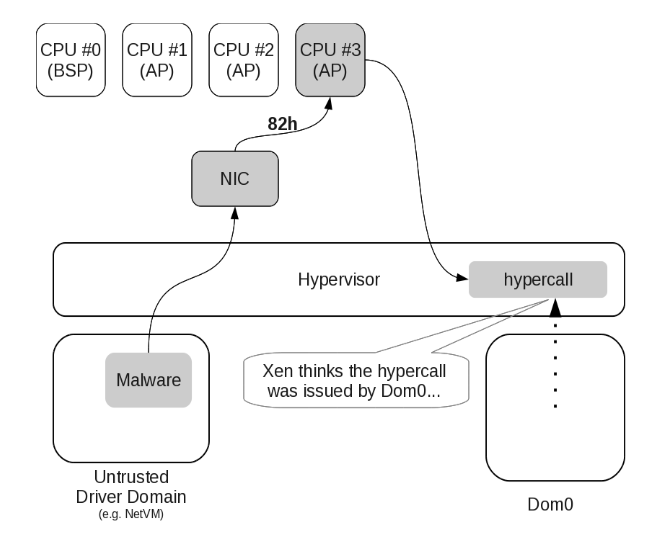 CPU #0
(BSP)
CPU #1
(AP)
CPU #2
(AP)
CPU #3
(AP)
82h
NIC
Hypervisor
hypercall
Malware
Xen thinks the hypercall
was issued by Dom0...
Untrusted
Driver Domain
(e.g. NetVM)
Dom0